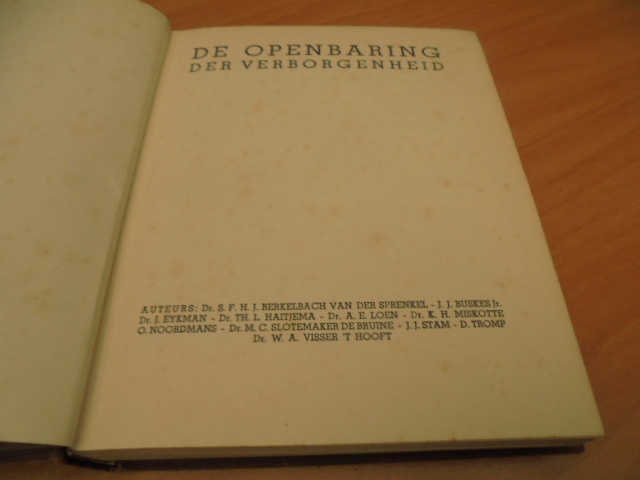 DE OPENBARING
DER VERBORGENHEID
AUTEURS: Dr. S. F. H. J. BERKELBACH VAN DER SPRENKEL - J. J. BUSKES Jr.
Dr. J. EYKMAN - Dr. TH. L. HAITJEMA - Dr. A. E. LOEN - Dr. K. H. MISKOTTE
O. NOORDMANS - Dr. M. C. SLOTEMAKER DE BRUINE - J. J. STAM - D. TROMP
Dr. W. A. VISSER 'T HOOFT